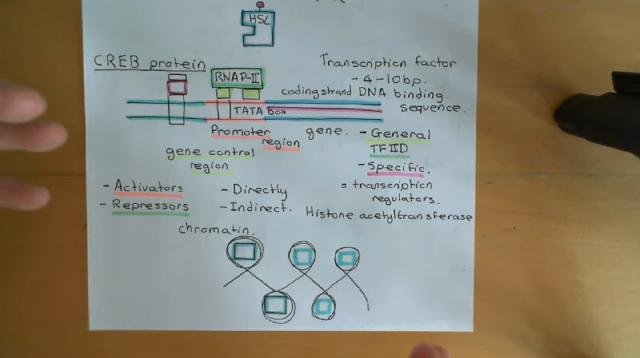 HSL
CREB protein
RNAP-II
Transcription factor
- 4-10bp.
coding strand DNA binding
sequence.
TATA box
Promoter
region
gene.
gene control
region
- General
TFIID
- Specific.
= transcription
regulators.
- Activators
- Repressors
- Directly
- Indirect.
Histone acetyltransferase
chromatin.